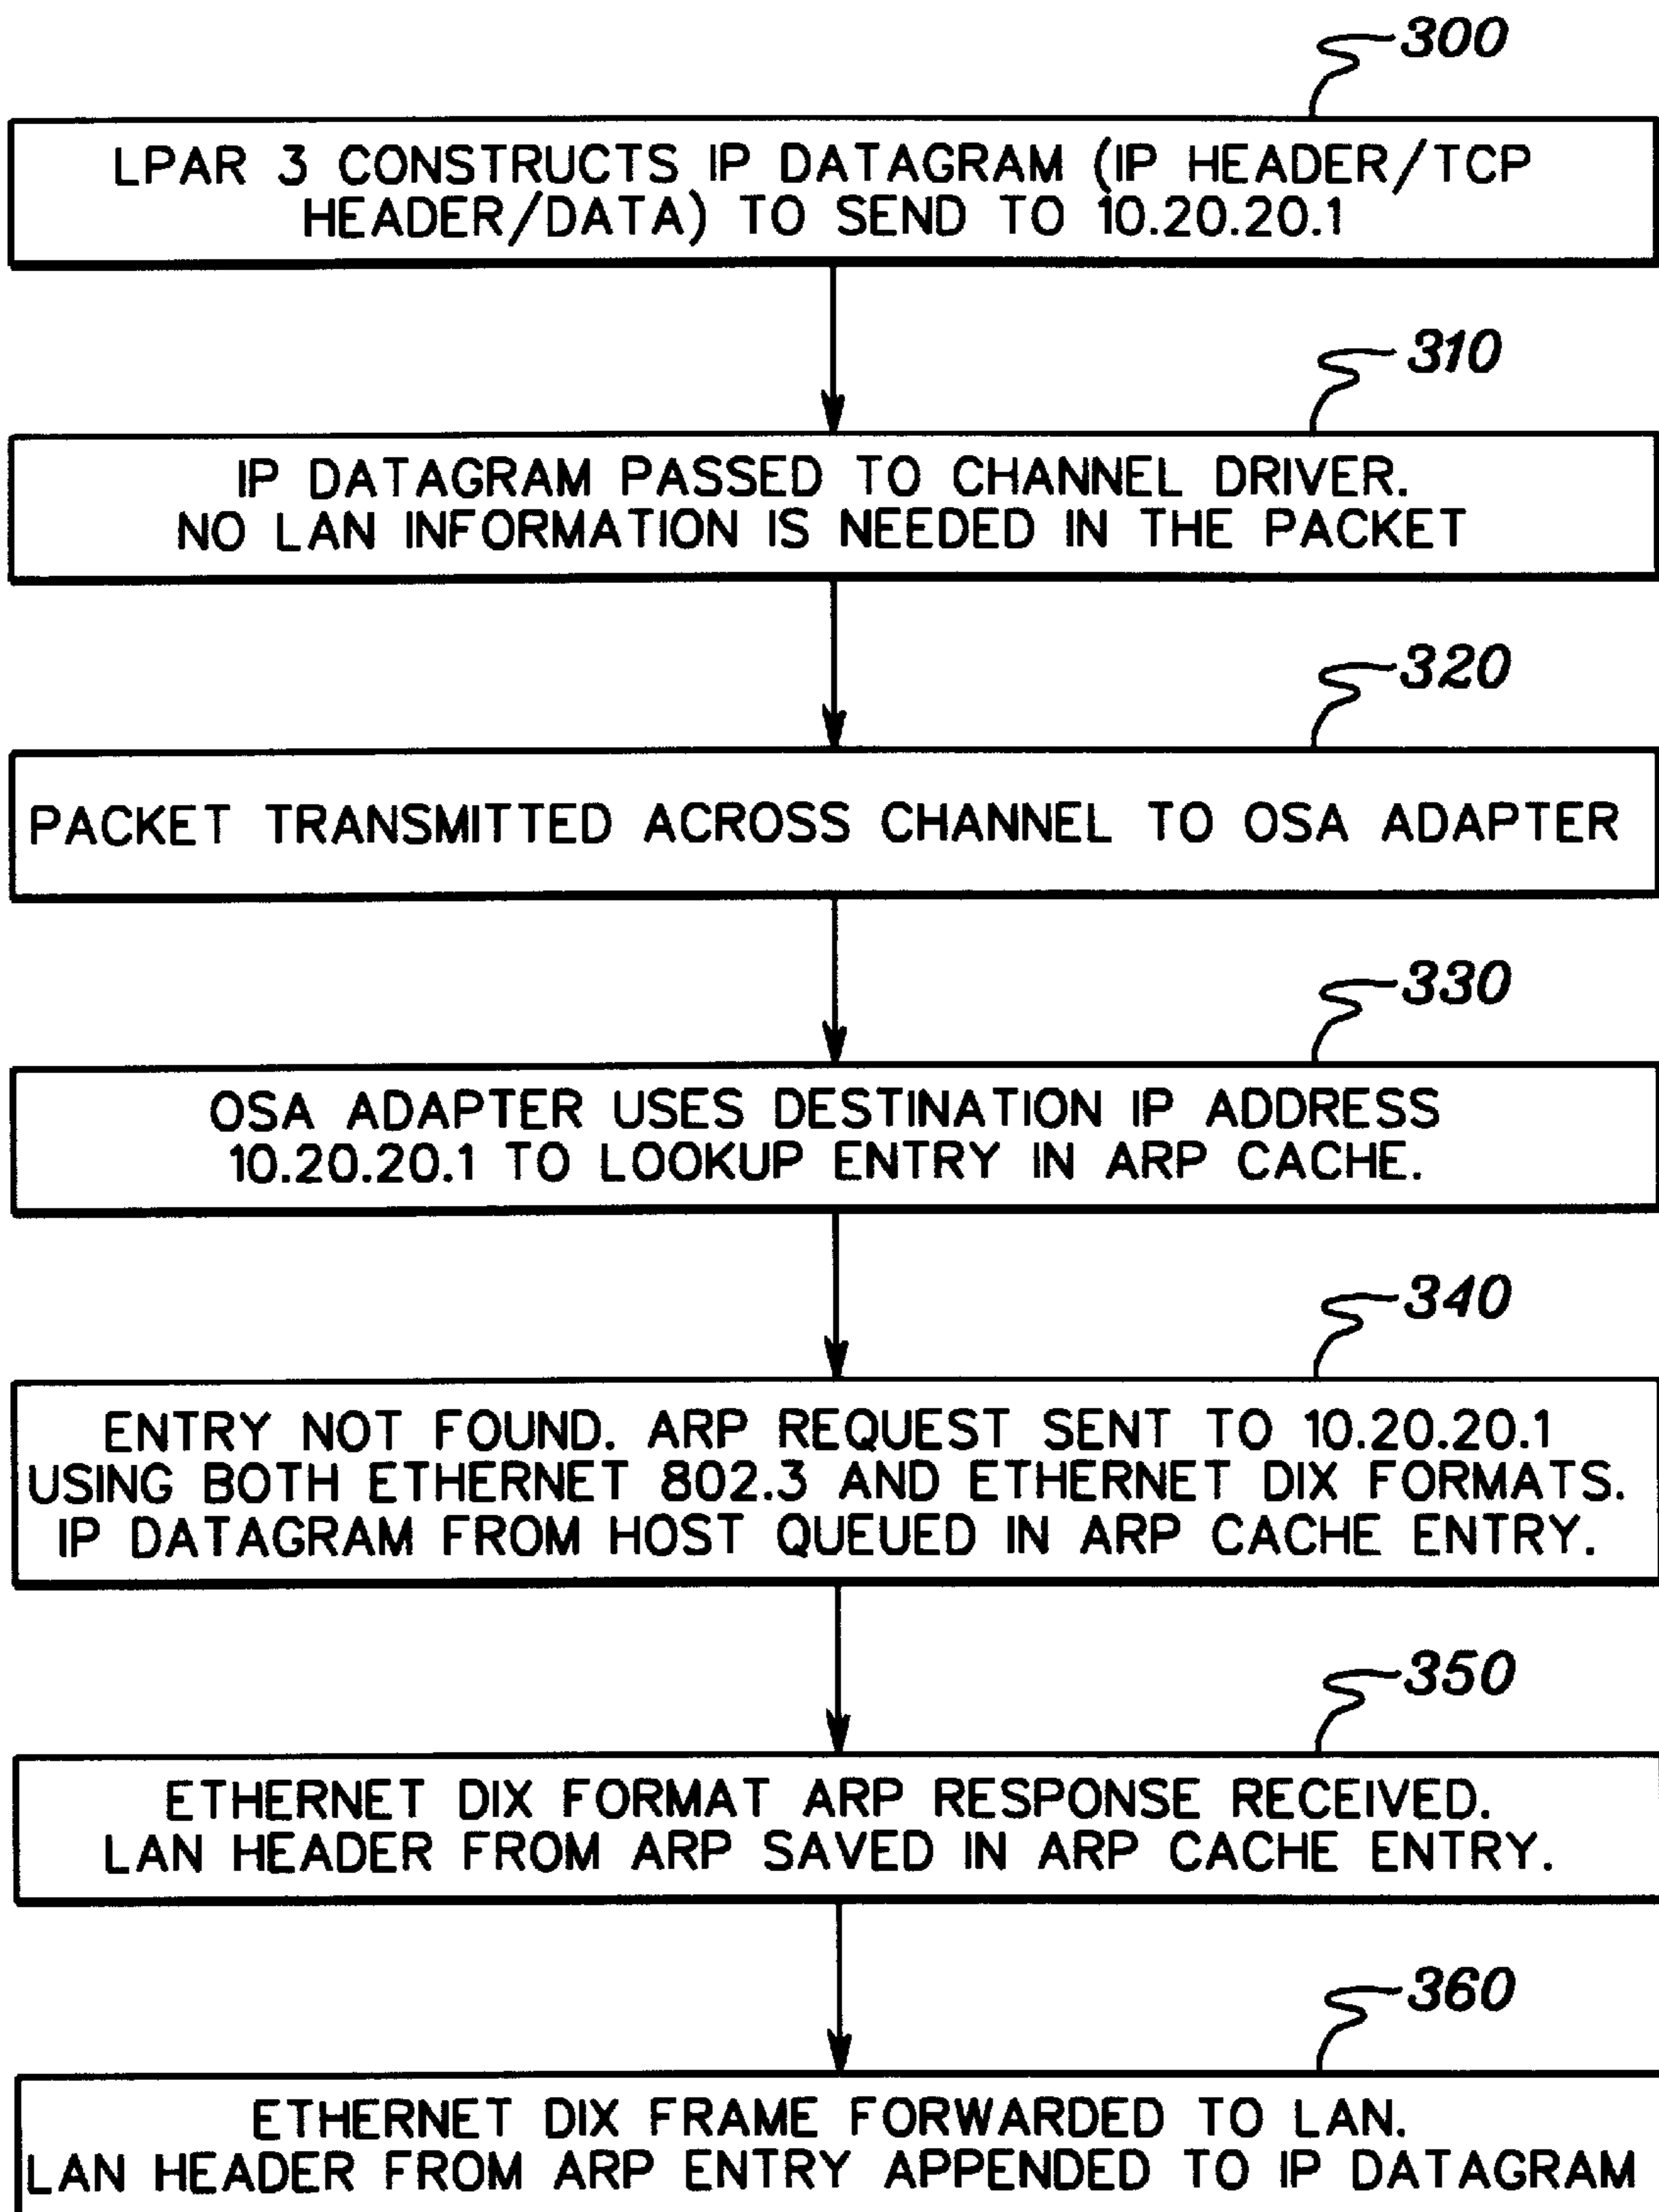 300
LPAR 3 CONSTRUCTS IP DATAGRAM (IP HEADER/TCP
HEADER/DATA) TO SEND TO 10.20.20.1
310
IP DATAGRAM PASSED TO CHANNEL DRIVER.
NO LAN INFORMATION IS NEEDED IN THE PACKET
320
PACKET TRANSMITTED ACROSS CHANNEL TO OSA ADAPTER
330
OSA ADAPTER USES DESTINATION IP ADDRESS
10.20.20.1 TO LOOKUP ENTRY IN ARP CACHE.
340
ENTRY NOT FOUND. ARP REQUEST SENT TO 10.20.20.1
USING BOTH ETHERNET 802.3 AND ETHERNET DIX FORMATS.
IP DATAGRAM FROM HOST QUEUED IN ARP CACHE ENTRY.
350
ETHERNET DIX FORMAT ARP RESPONSE RECEIVED.
LAN HEADER FROM ARP SAVED IN ARP CACHE ENTRY.
360
ETHERNET DIX FRAME FORWARDED TO LAN.
LAN HEADER FROM ARP ENTRY APPENDED TO IP DATAGRAM